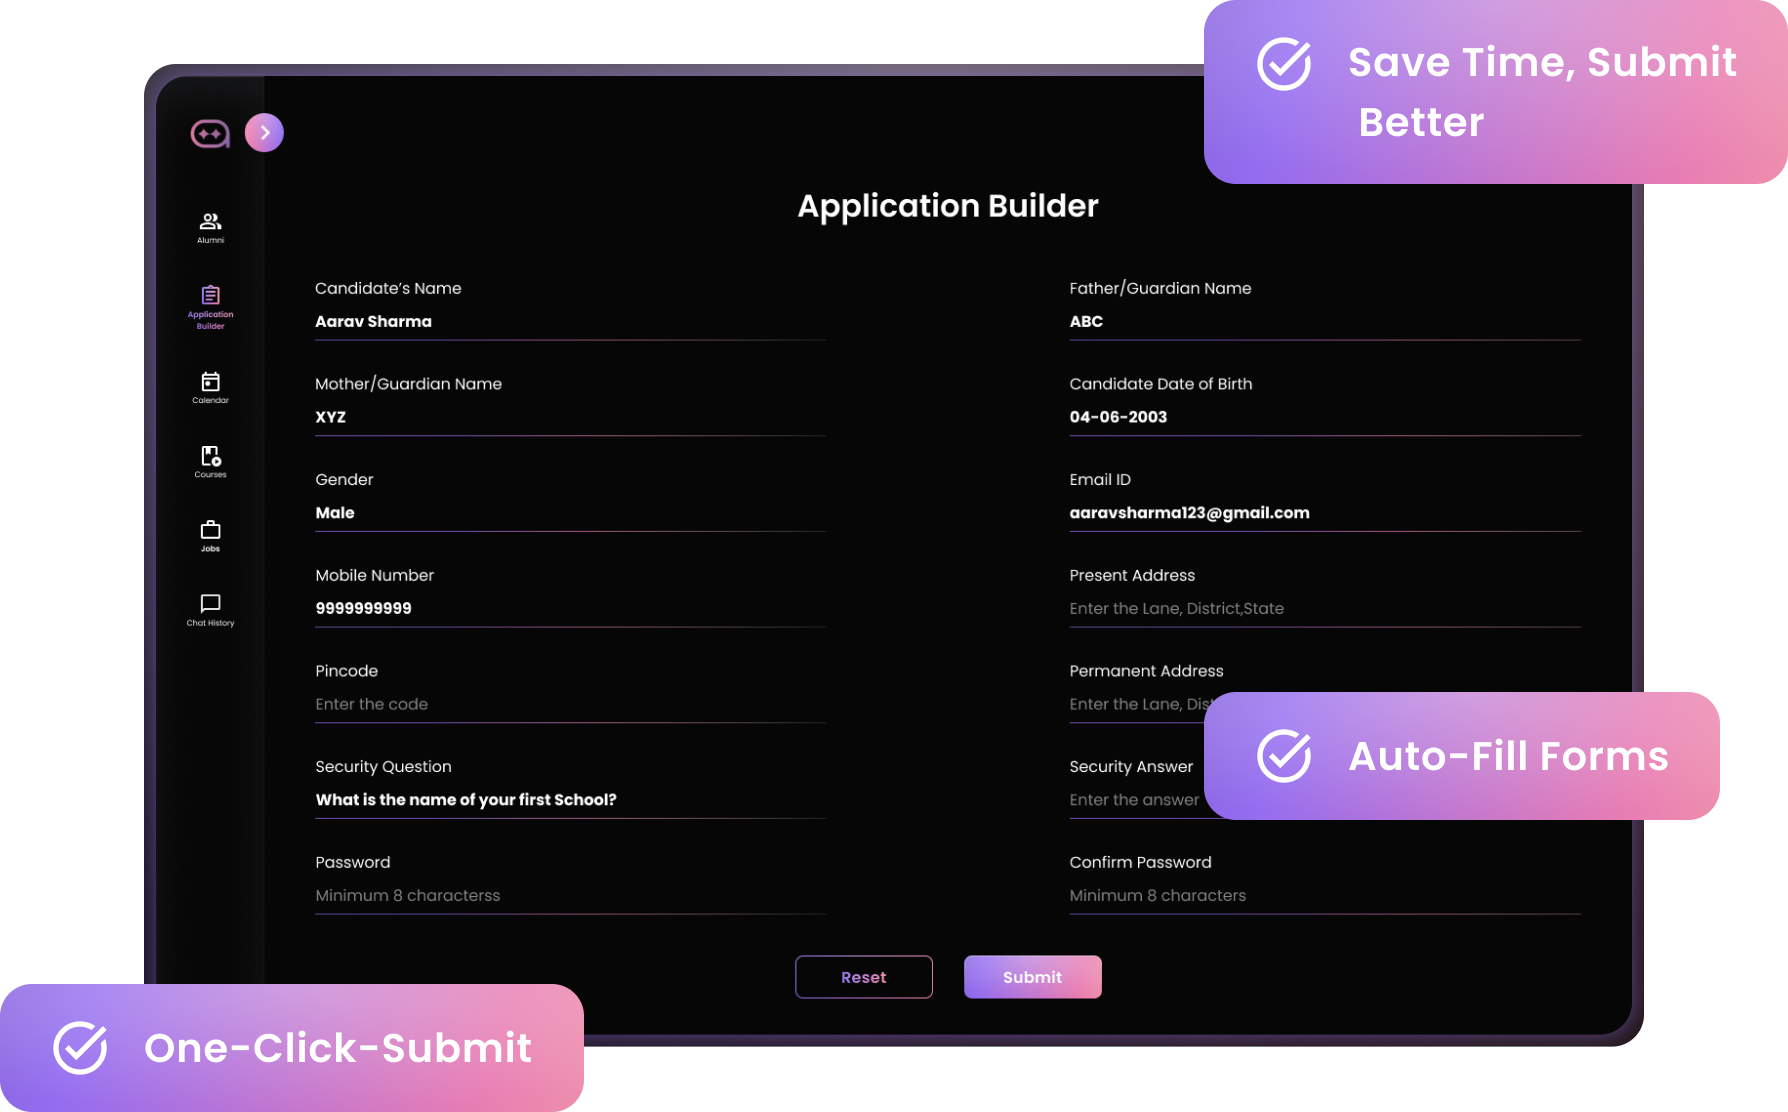 Save Time, Submit
Better
Application Builder
Alumni
Application
Builder
Calendar
Courses
Jobs
Chat History
Candidate’s Name
Aarav Sharma
Father/Guardian Name
ABC
Mother/Guardian Name
XYZ
Candidate Date of Birth
04-06-2003
Gender
Male
Email ID
aaravsharma123@gmail.com
Mobile Number
9999999999
Present Address
Enter the Lane, District,State
Pincode
Enter the code
Permanent Address
Enter the Lane,
Auto-Fill Forms
Security Question
What is the name of your first School?
Security Answer
Enter the answer
Password
Minimum 8 characterss
Confirm Password
Minimum 8 characters
Reset
Submit
One-Click-Submit